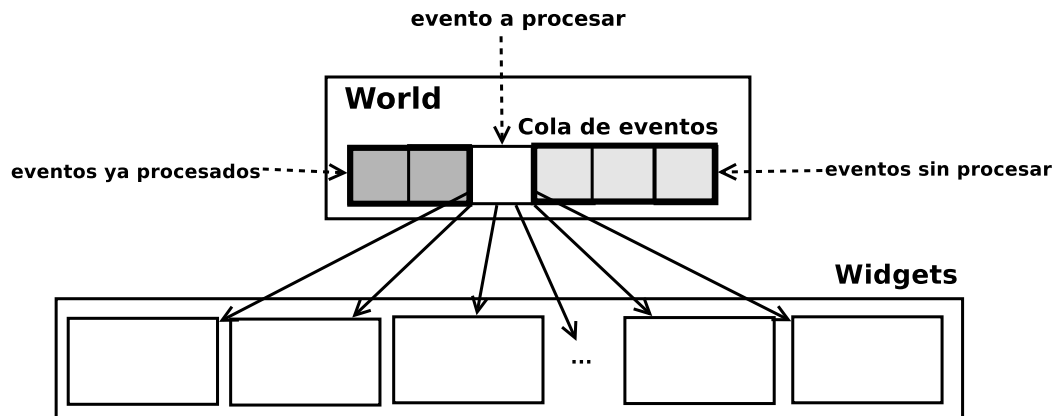 evento a procesar
World
Cola de eventos
eventos ya procesados
eventos sin procesar
Widgets
...